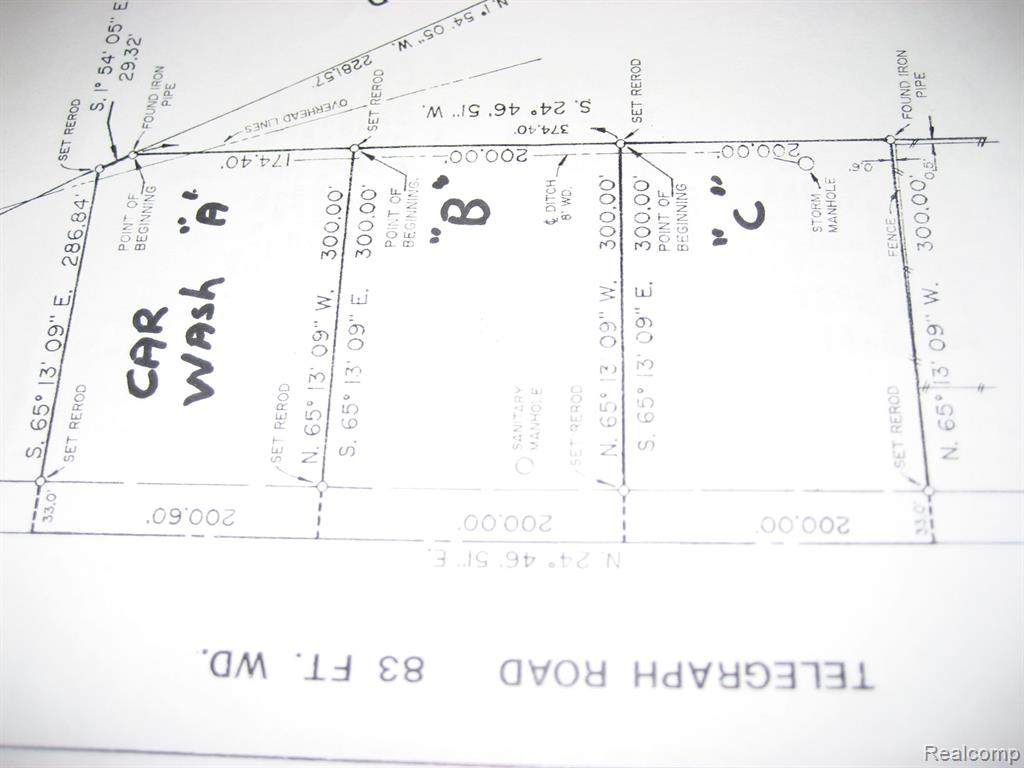 S. 1° 54' 05" E
29.32'
N. 1° 54' 05" W.
2281.57'
OVERHEAD LINES
SET REROD
FOUND IRON
PIPE
SET REROD
S. 24° 46' 51" W.
374.40'
SET REROD
FOUND IRON
PIPE
174.40'
200.00'
200.00'
0.5'
S. 65° 13' 09" E. 286.84'
POINT OF
BEGINNING
CAR
WASH "A"
N. 65° 13' 09" W. 300.00'
S. 65° 13' 09" E 300.00'
POINT OF
BEGINNING.
"B"
℄ DITCH
8' WD.
N. 65° 13' 09" W. 300.00'
S. 65° 13' 09" E. 300.00'
POINT OF
BEGINNING
"C"
STORM
MANHOLE
FENCE
N. 65° 13' 09" W. 300.00'
SET REROD
SET REROD
SANITARY
MANHOLE
SET REROD
SET REROD
33.0'
200.60'
200.00'
200.00'
33.0'
N. 24° 46' 51" E.
TELEGRAPH ROAD 83 FT. WD.
Realcomp